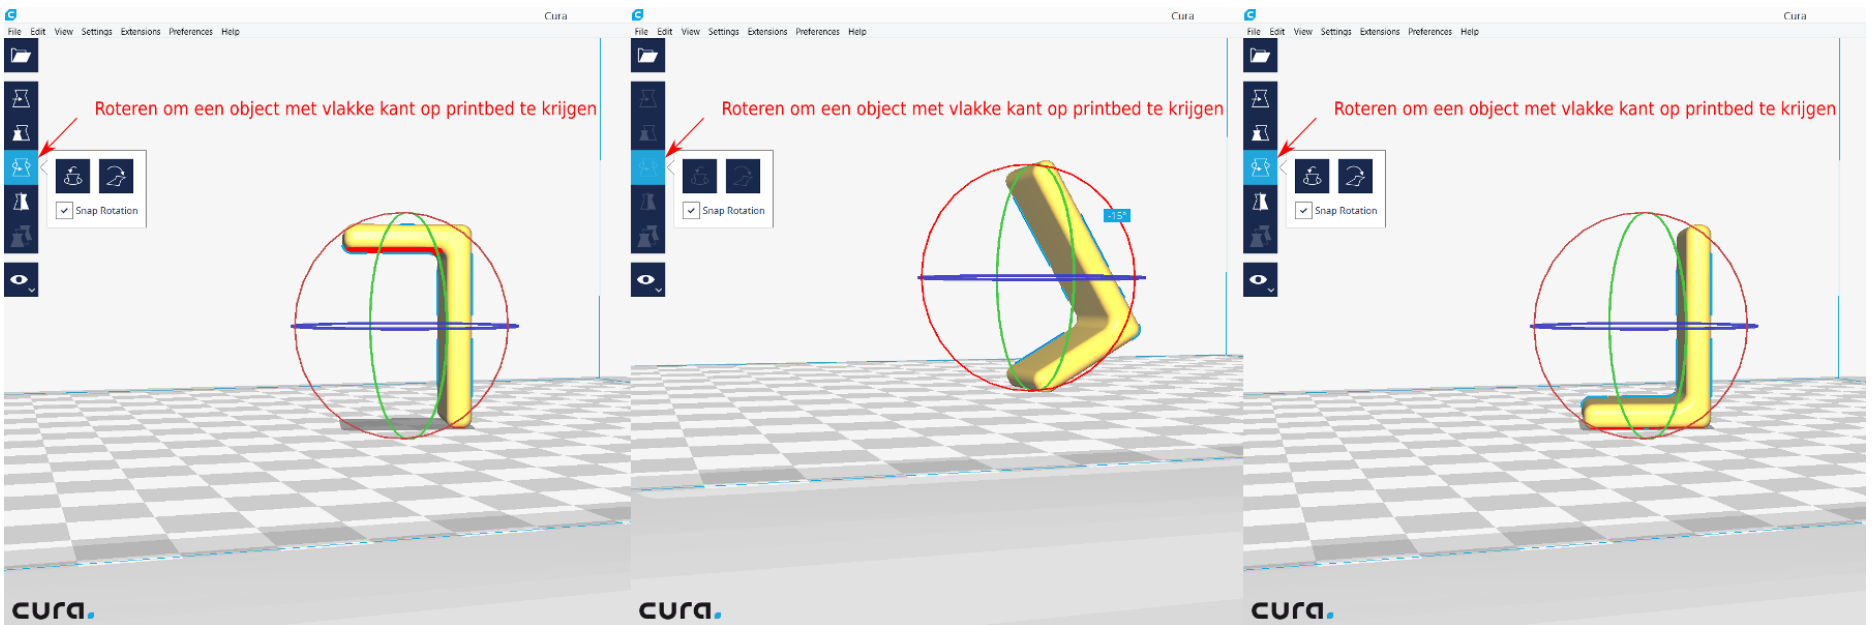 Cura
File Edit View Settings Extensions Preferences Help
Roteren om een object met vlakke kant op printbed te krijgen
Snap Rotation
cura.
Cura
File Edit View Settings Extensions Preferences Help
Roteren om een object met vlakke kant op printbed te krijgen
-15°
Snap Rotation
cura.
Cura
File Edit View Settings Extensions Preferences Help
Roteren om een object met vlakke kant op printbed te krijgen
Snap Rotation
cura.